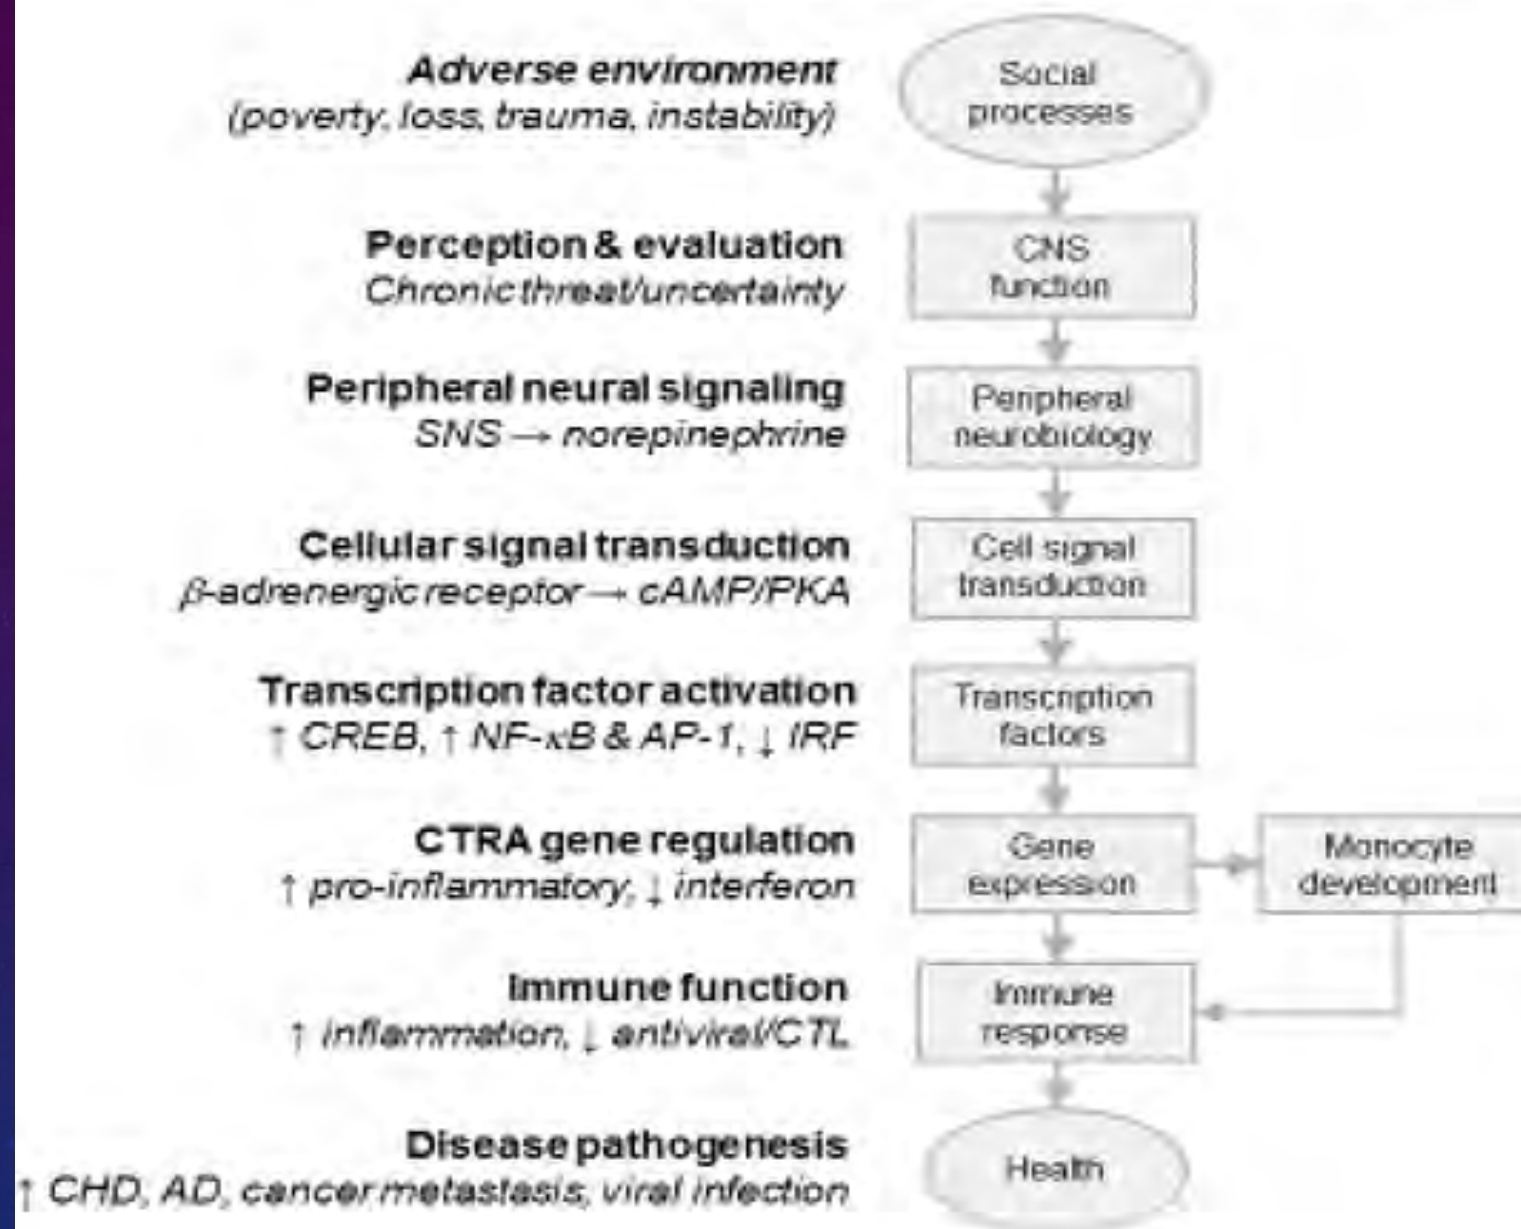 Adverse environment
(poverty, loss, trauma, instability)
Social
processes
Perception & evaluation
Chronic threat/uncertainty
CNS
function
Peripheral neural signaling
SNS → norepinephrine
Peripheral
neurobiology
Cellular signal transduction
β-adrenergic receptor → cAMP/PKA
Cell signal
transduction
Transcription factor activation
↑ CREB, ↑ NF-κB & AP-1, ↓ IRF
Transcription
factors
CTRA gene regulation
↑ pro-inflammatory, ↓ interferon
Gene
expression
Monocyte
development
Immune function
↑ inflammation, ↓ antiviral/CTL
Immune
response
Disease pathogenesis
↑ CHD, AD, cancer metastasis, viral infection
Health